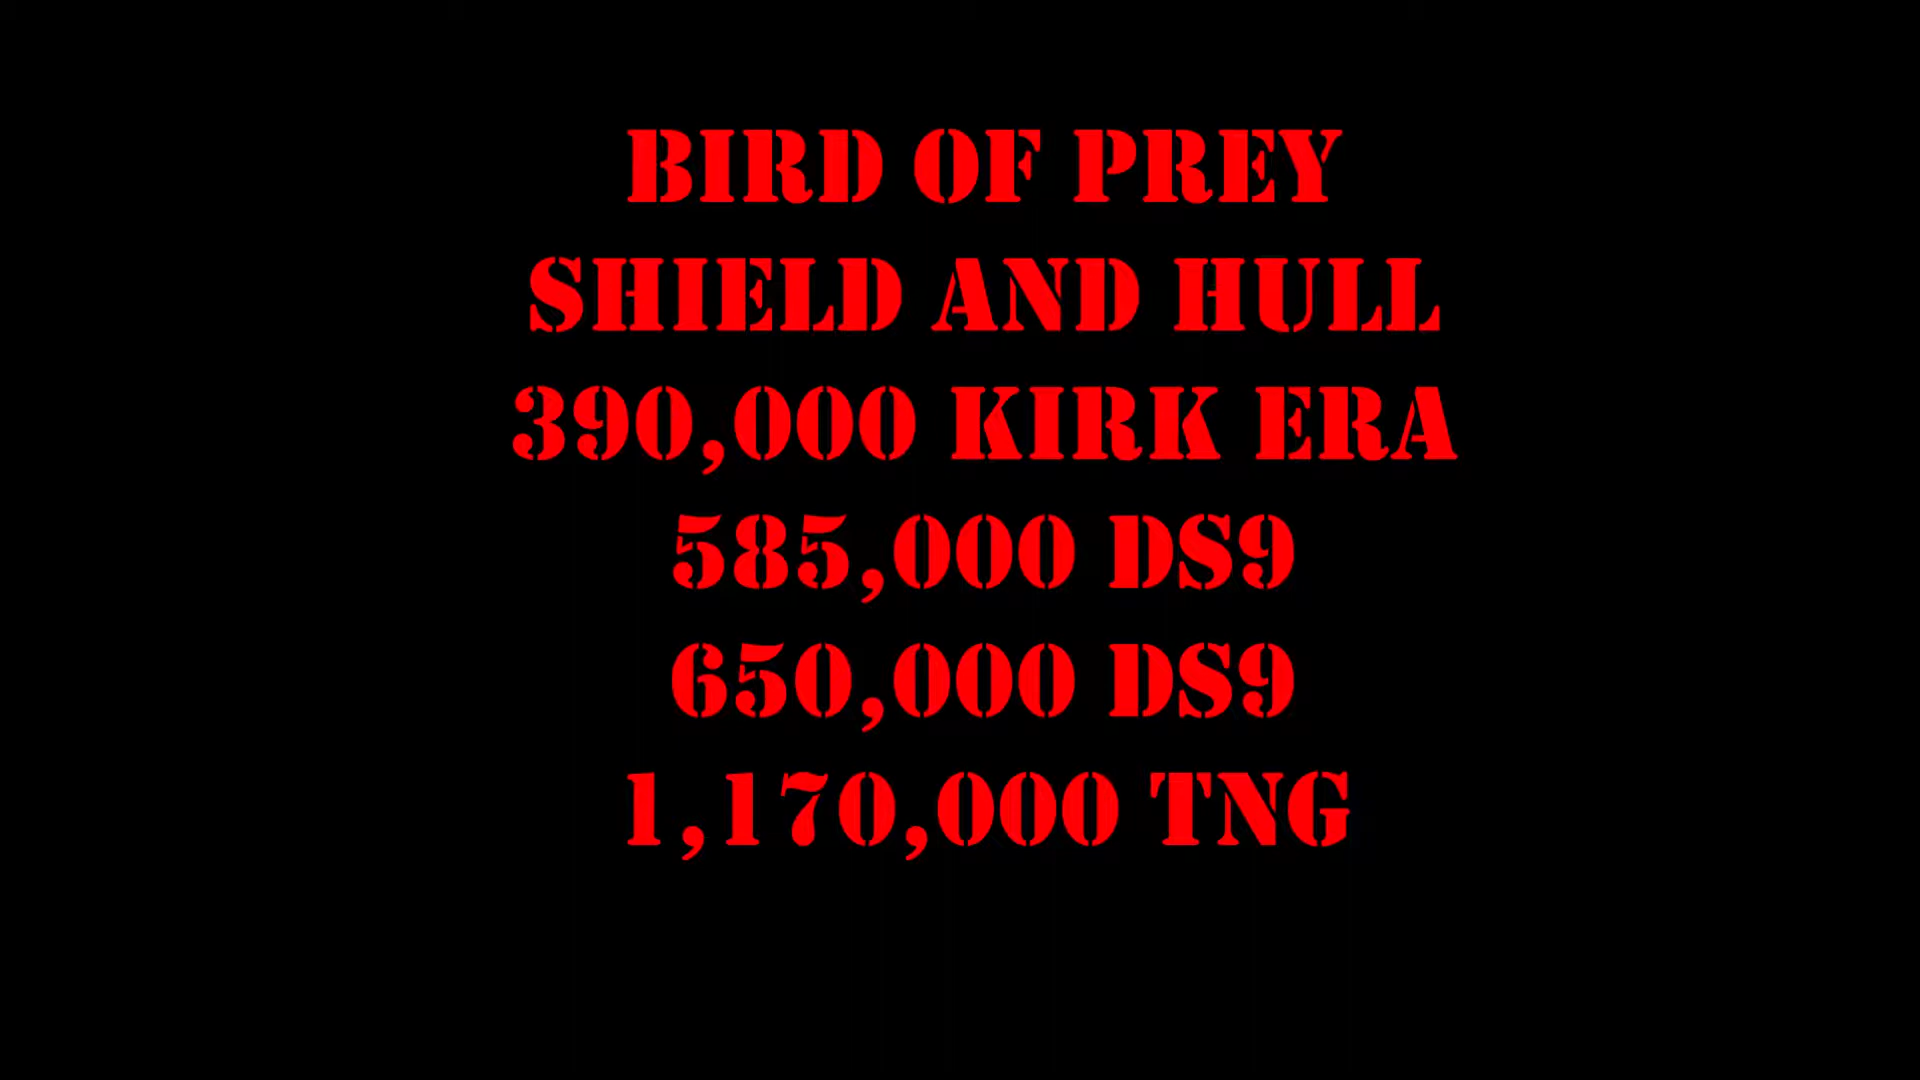 BIRD OF PREY
SHIELD AND HULL
390,000 KIRK ERA
585,000 DS9
650,000 DS9
1,170,000 TNG